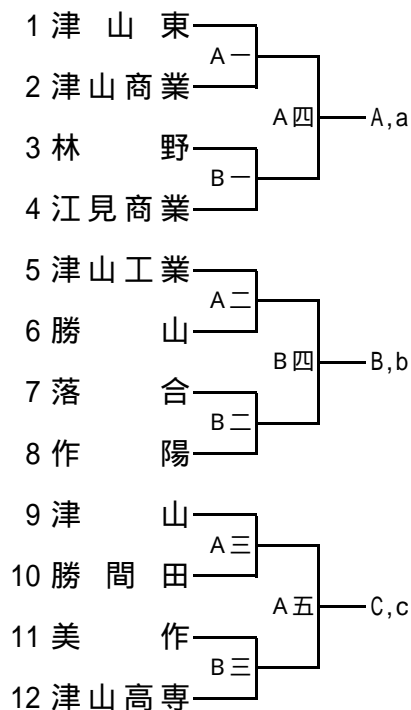 1 津山東
A一
2 津山商業
A四 A,a
3 林野
B一
4 江見商業
5 津山工業
A二
6 勝山
B四 B,b
7 落合
B二
8 作陽
9 津山
A三
10 勝間田
A五 C,c
11 美作
B三
12 津山高専